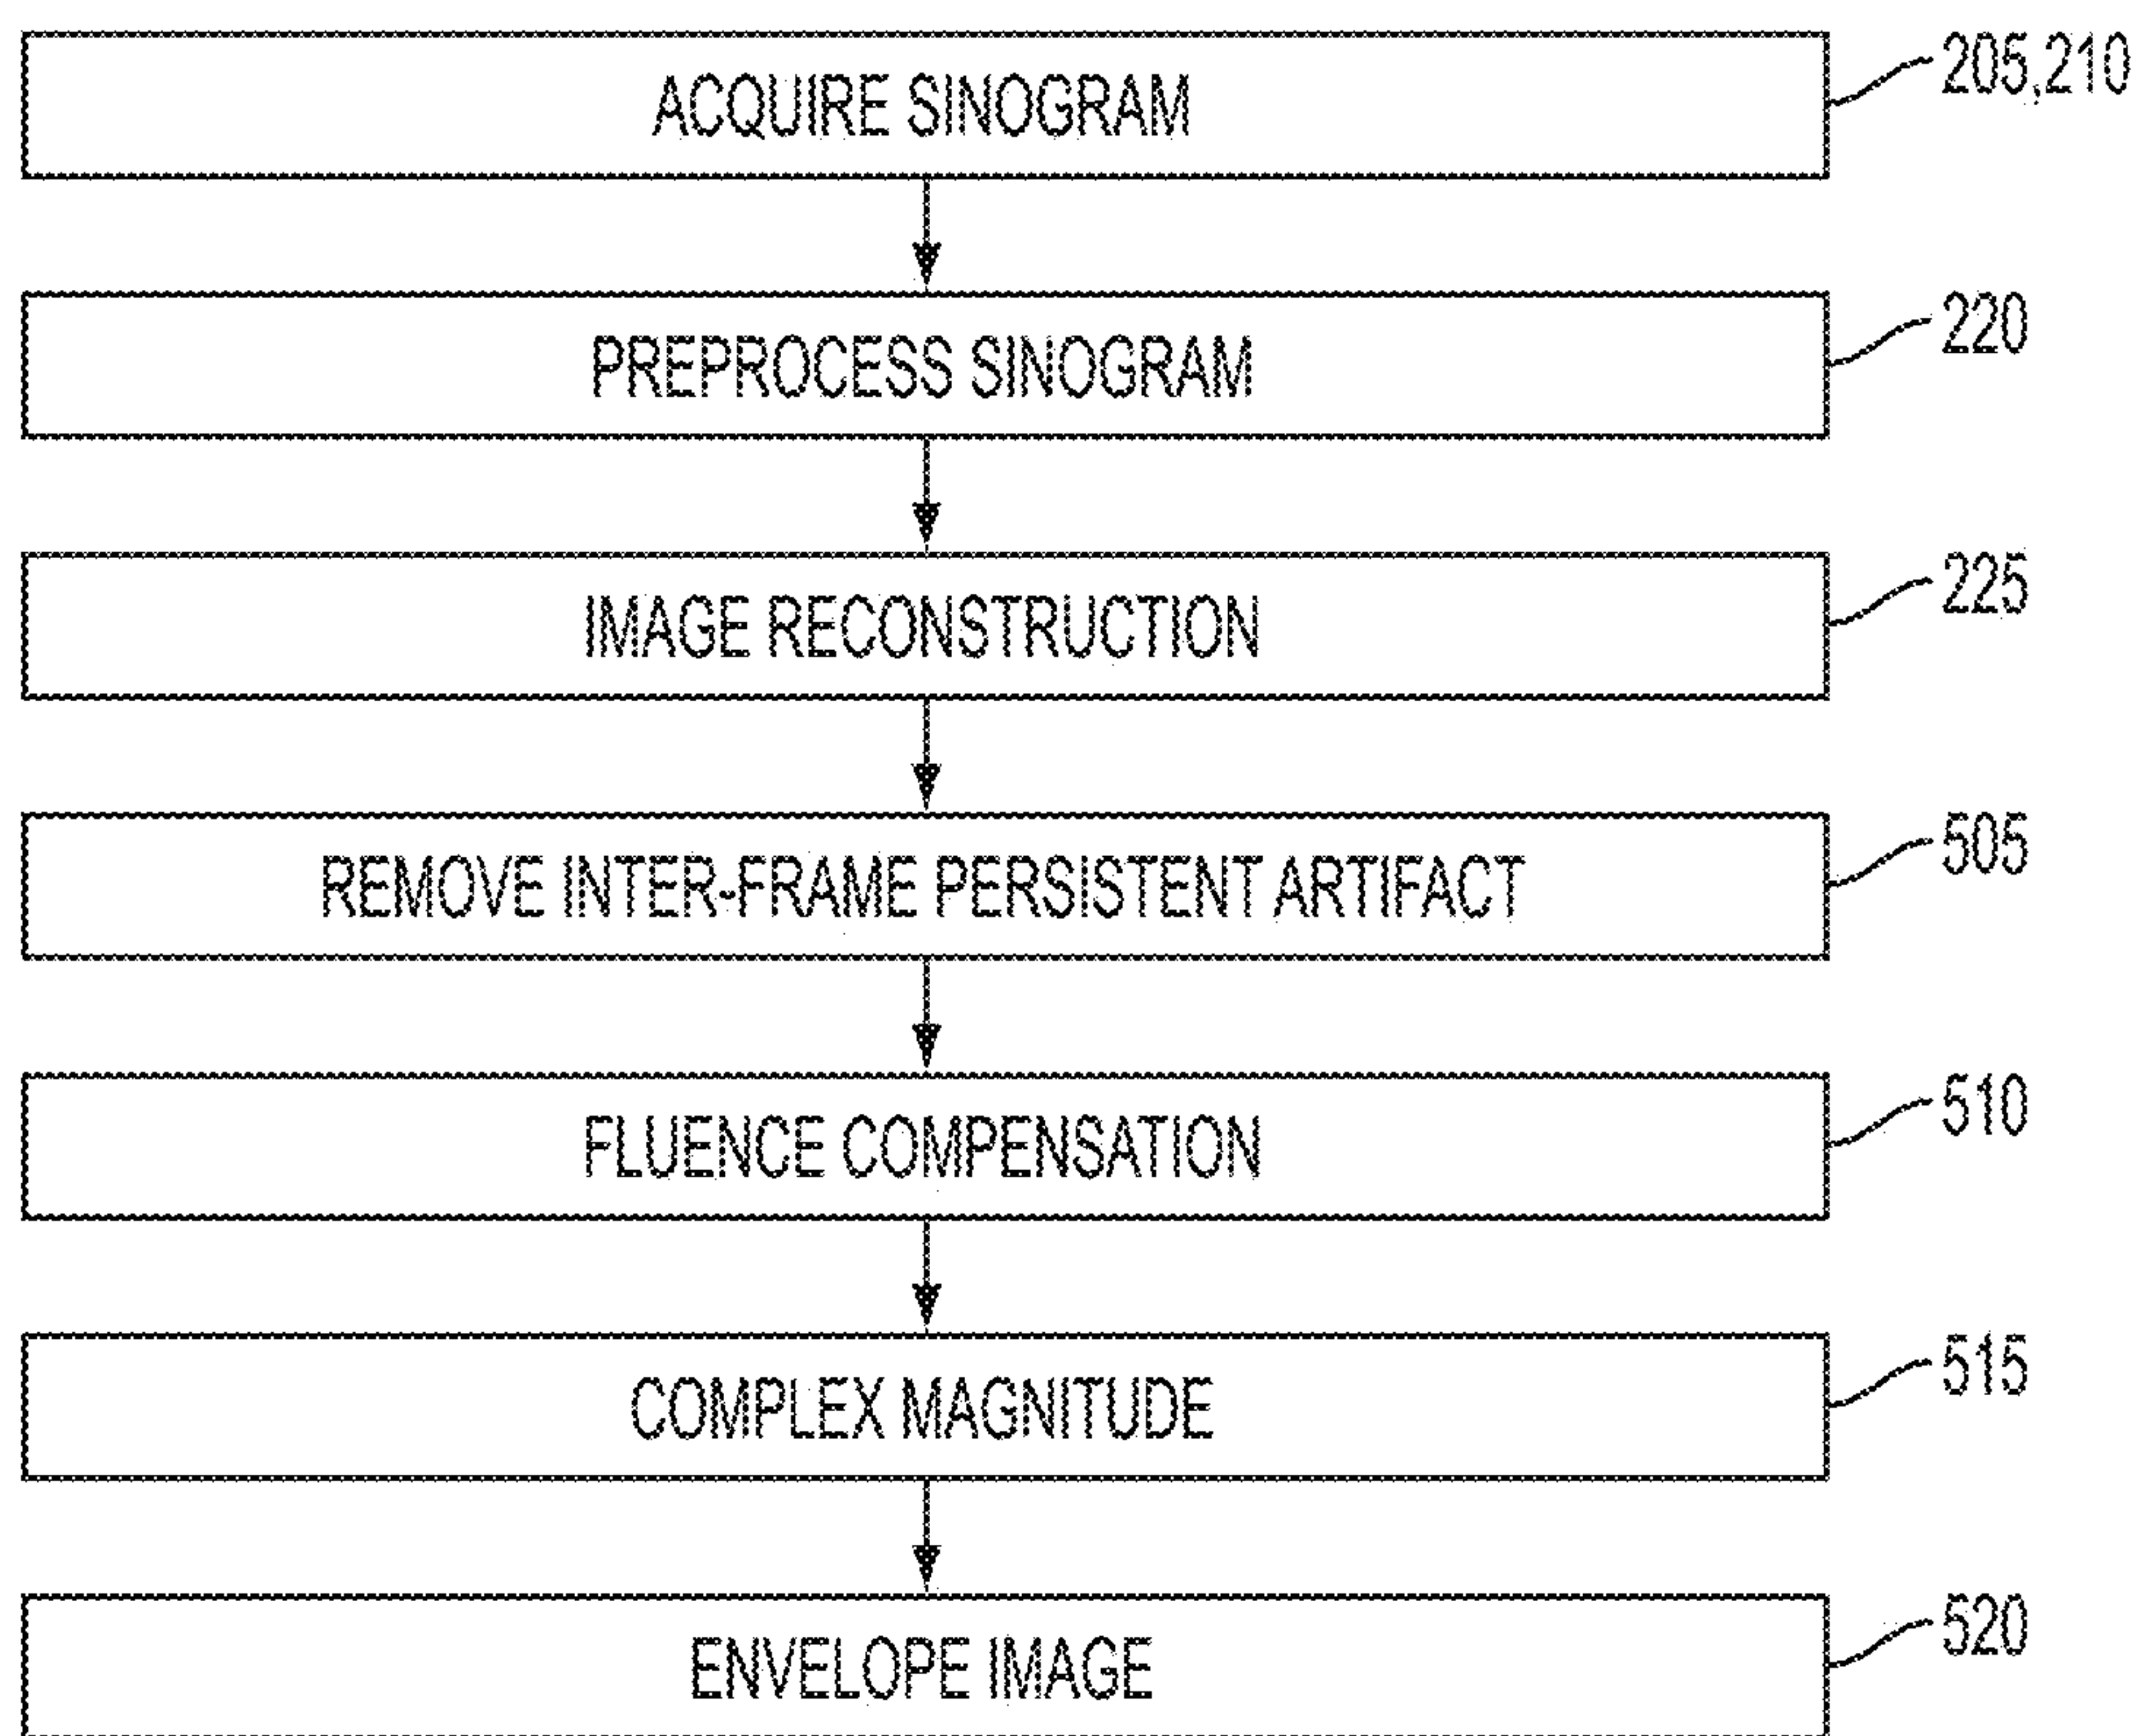 ACQUIRE SINOGRAM
205,210
PREPROCESS SINOGRAM
220
IMAGE RECONSTRUCTION
225
REMOVE INTER-FRAME PERSISTENT ARTIFACT
505
FLUENCE COMPENSATION
510
COMPLEX MAGNITUDE
515
ENVELOPE IMAGE
520